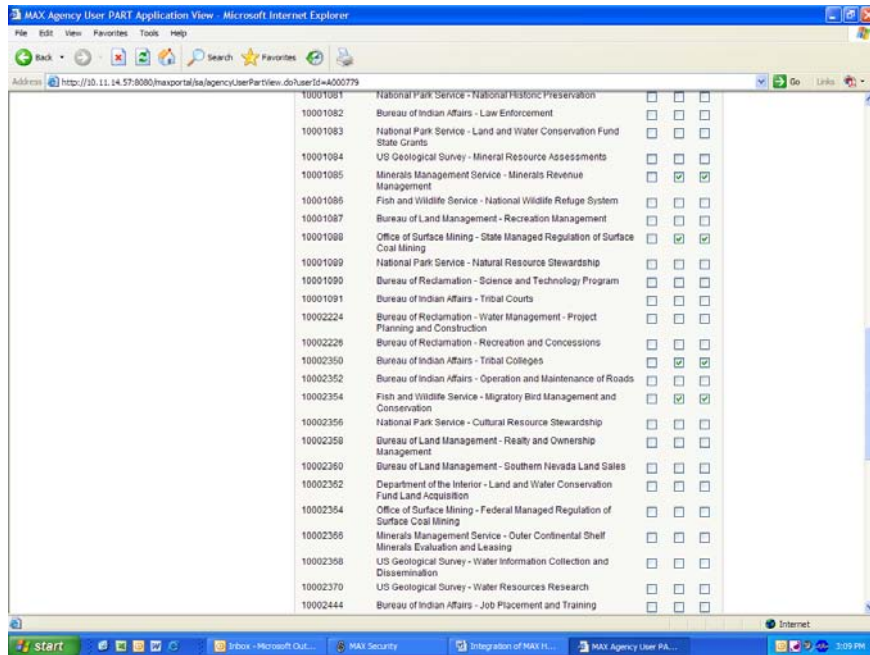 MAX Agency User PART Application View - Microsoft Internet Explorer
File Edit View Favorites Tools Help
Back Search Favorites
Address http://10.11.14.57:8080/maxportal/sa/agencyUserPartView.do?userId=A000779 Go Links
10001081 National Park Service - National Historic Preservation
10001082 Bureau of Indian Affairs - Law Enforcement
10001083 National Park Service - Land and Water Conservation Fund
State Grants
10001084 US Geological Survey - Mineral Resource Assessments
10001085 Minerals Management Service - Minerals Revenue
Management
10001086 Fish and Wildlife Service - National Wildlife Refuge System
10001087 Bureau of Land Management - Recreation Management
10001088 Office of Surface Mining - State Managed Regulation of Surface
Coal Mining
10001089 National Park Service - Natural Resource Stewardship
10001090 Bureau of Reclamation - Science and Technology Program
10001091 Bureau of Indian Affairs - Tribal Courts
10002224 Bureau of Reclamation - Water Management - Project
Planning and Construction
10002226 Bureau of Reclamation - Recreation and Concessions
10002350 Bureau of Indian Affairs - Tribal Colleges
10002352 Bureau of Indian Affairs - Operation and Maintenance of Roads
10002354 Fish and Wildlife Service - Migratory Bird Management and
Conservation
10002356 National Park Service - Cultural Resource Stewardship
10002358 Bureau of Land Management - Realty and Ownership
Management
10002360 Bureau of Land Management - Southern Nevada Land Sales
10002362 Department of the Interior - Land and Water Conservation
Fund Land Acquisition
10002364 Office of Surface Mining - Federal Managed Regulation of
Surface Coal Mining
10002366 Minerals Management Service - Outer Continental Shelf
Minerals Evaluation and Leasing
10002368 US Geological Survey - Water Information Collection and
Dissemination
10002370 US Geological Survey - Water Resources Research
10002444 Bureau of Indian Affairs - Job Placement and Training
Internet
start Inbox - Microsoft Out... MAX Security Integration of MAX H... MAX Agency User PA... 3:09 PM